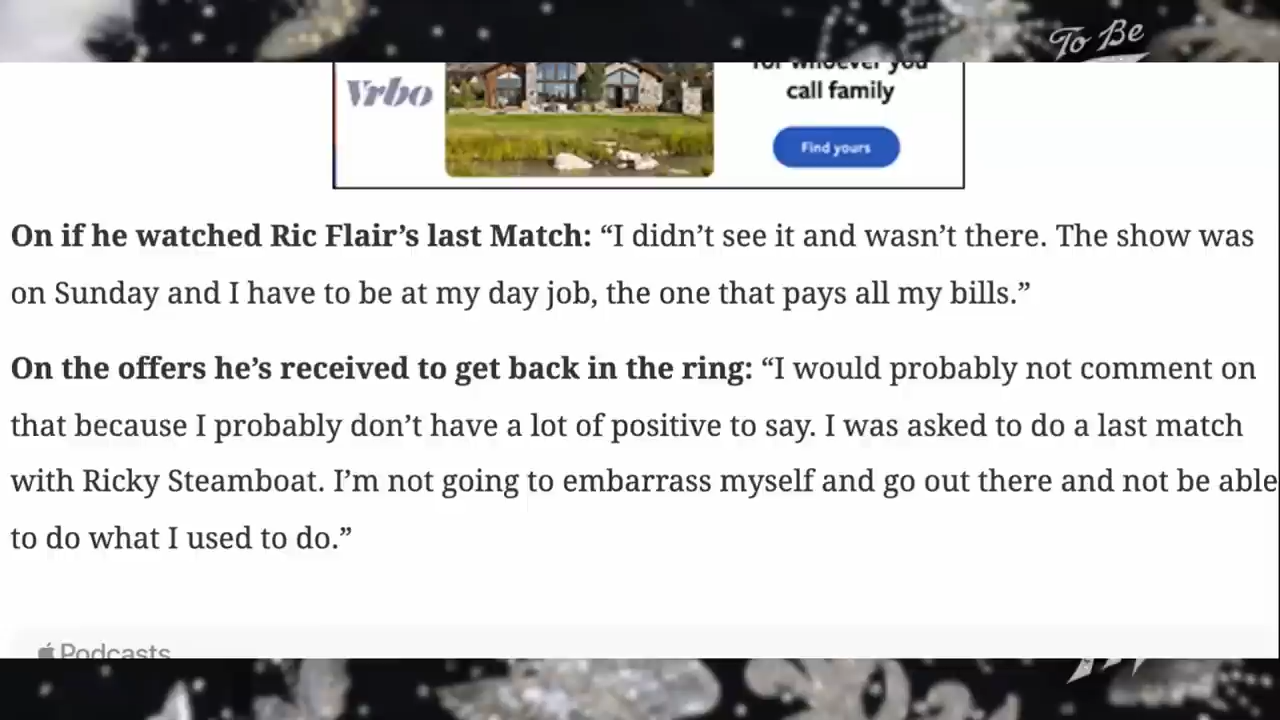 To Be
Vrbo
for whoever you
call family
Find yours
On if he watched Ric Flair’s last Match: “I didn’t see it and wasn’t there. The show was
on Sunday and I have to be at my day job, the one that pays all my bills.”
On the offers he’s received to get back in the ring: “I would probably not comment on
that because I probably don’t have a lot of positive to say. I was asked to do a last match
with Ricky Steamboat. I’m not going to embarrass myself and go out there and not be able
to do what I used to do.”
Podcasts